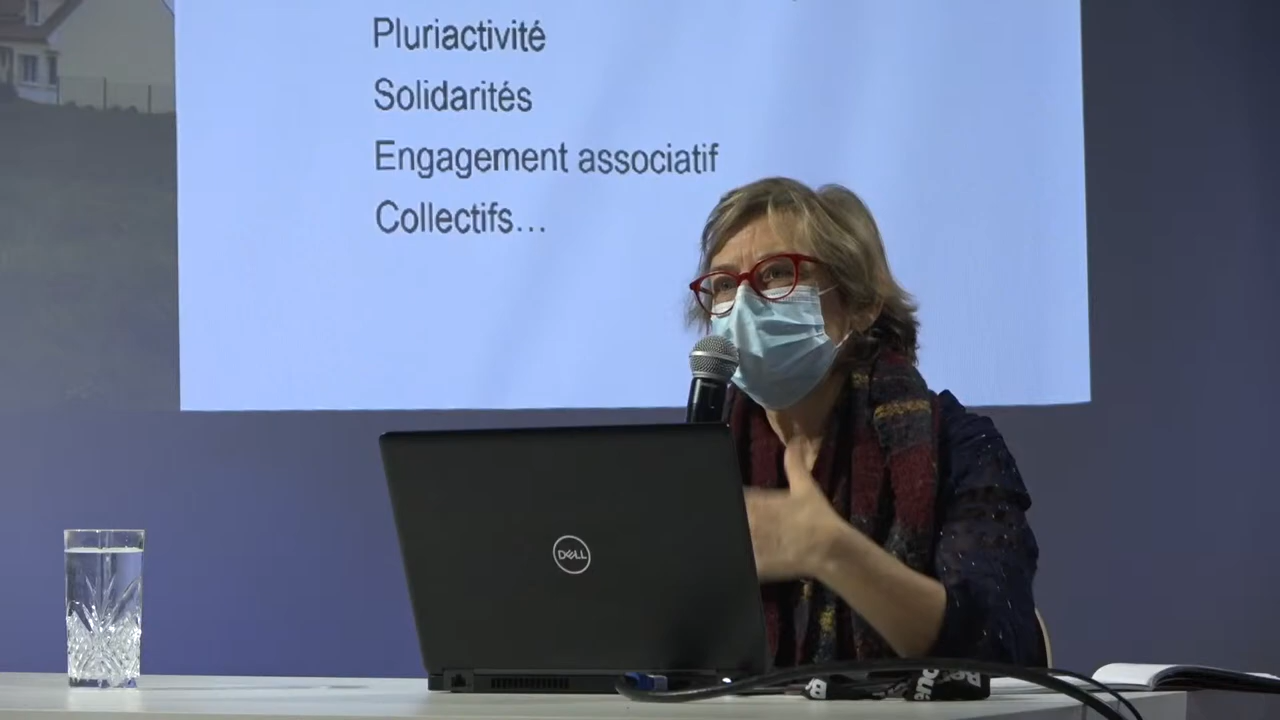 Pluriactivité
Solidarités
Engagement associatif
Collectifs…
DELL